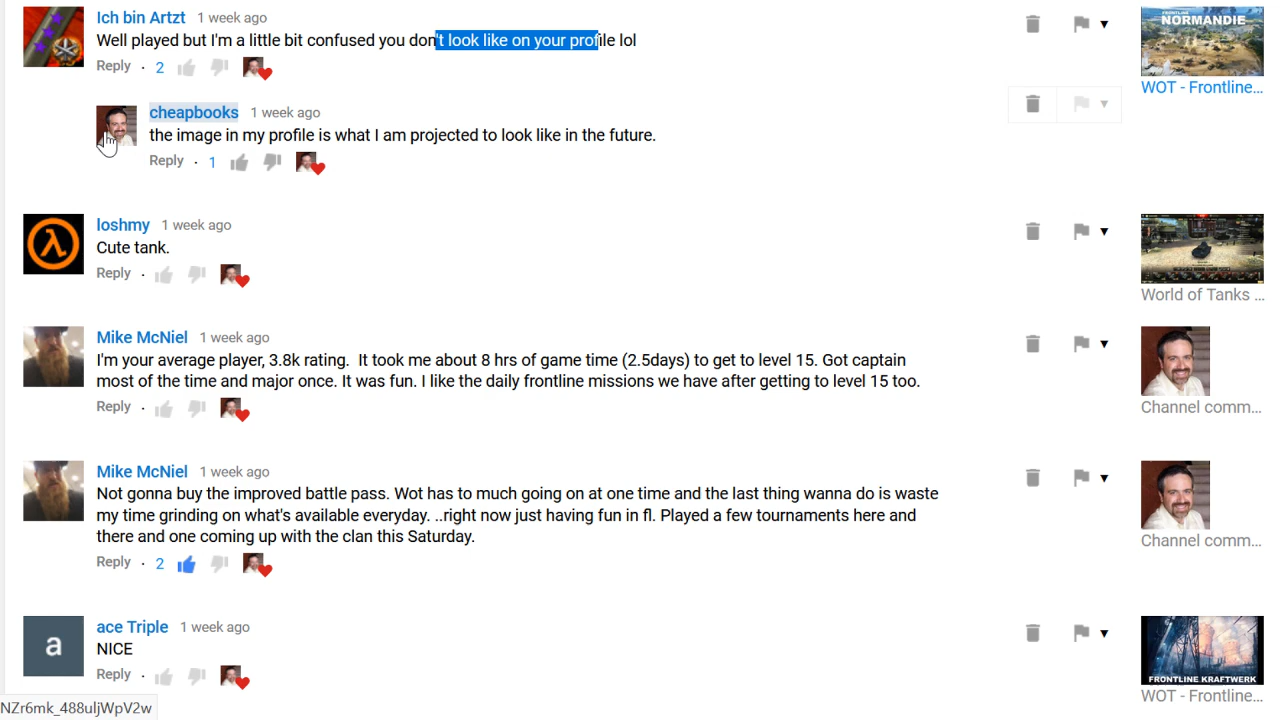 Ich bin Artzt 1 week ago
Well played but I'm a little bit confused you don't look like on your profile lol
Reply · 2
FRONTLINE
NORMANDIE
WOT - Frontline...
cheapbooks 1 week ago
the image in my profile is what I am projected to look like in the future.
Reply · 1
loshmy 1 week ago
Cute tank.
Reply ·
World of Tanks ...
Mike McNiel 1 week ago
I'm your average player, 3.8k rating.  It took me about 8 hrs of game time (2.5days) to get to level 15. Got captain
most of the time and major once. It was fun. I like the daily frontline missions we have after getting to level 15 too.
Reply ·
Channel comm...
Mike McNiel 1 week ago
Not gonna buy the improved battle pass. Wot has to much going on at one time and the last thing wanna do is waste
my time grinding on what's available everyday. ..right now just having fun in fl. Played a few tournaments here and
there and one coming up with the clan this Saturday.
Reply · 2
Channel comm...
a
ace Triple 1 week ago
NICE
Reply ·
FRONTLINE KRAFTWERK
WOT - Frontline...
NZr6mk_488uljWpV2w